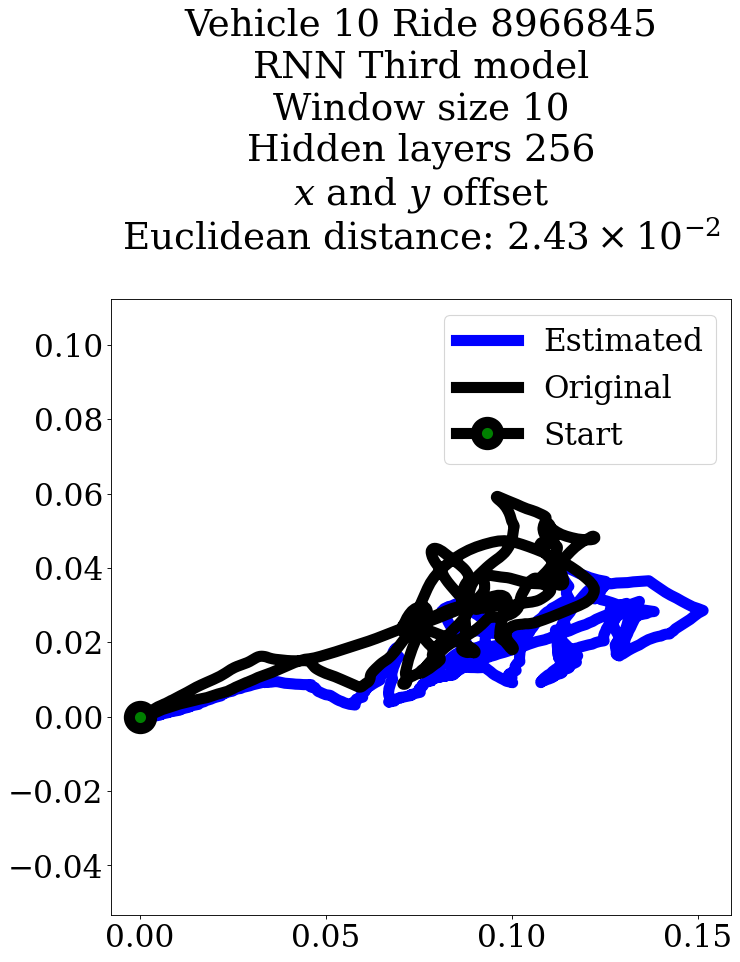 Vehicle 10 Ride 8966845
RNN Third model
Window size 10
Hidden layers 256
x and y offset
Euclidean distance: 2.43 × 10⁻²
Estimated
Original
Start
0.10
0.08
0.06
0.04
0.02
0.00
−0.02
−0.04
0.00 0.05 0.10 0.15